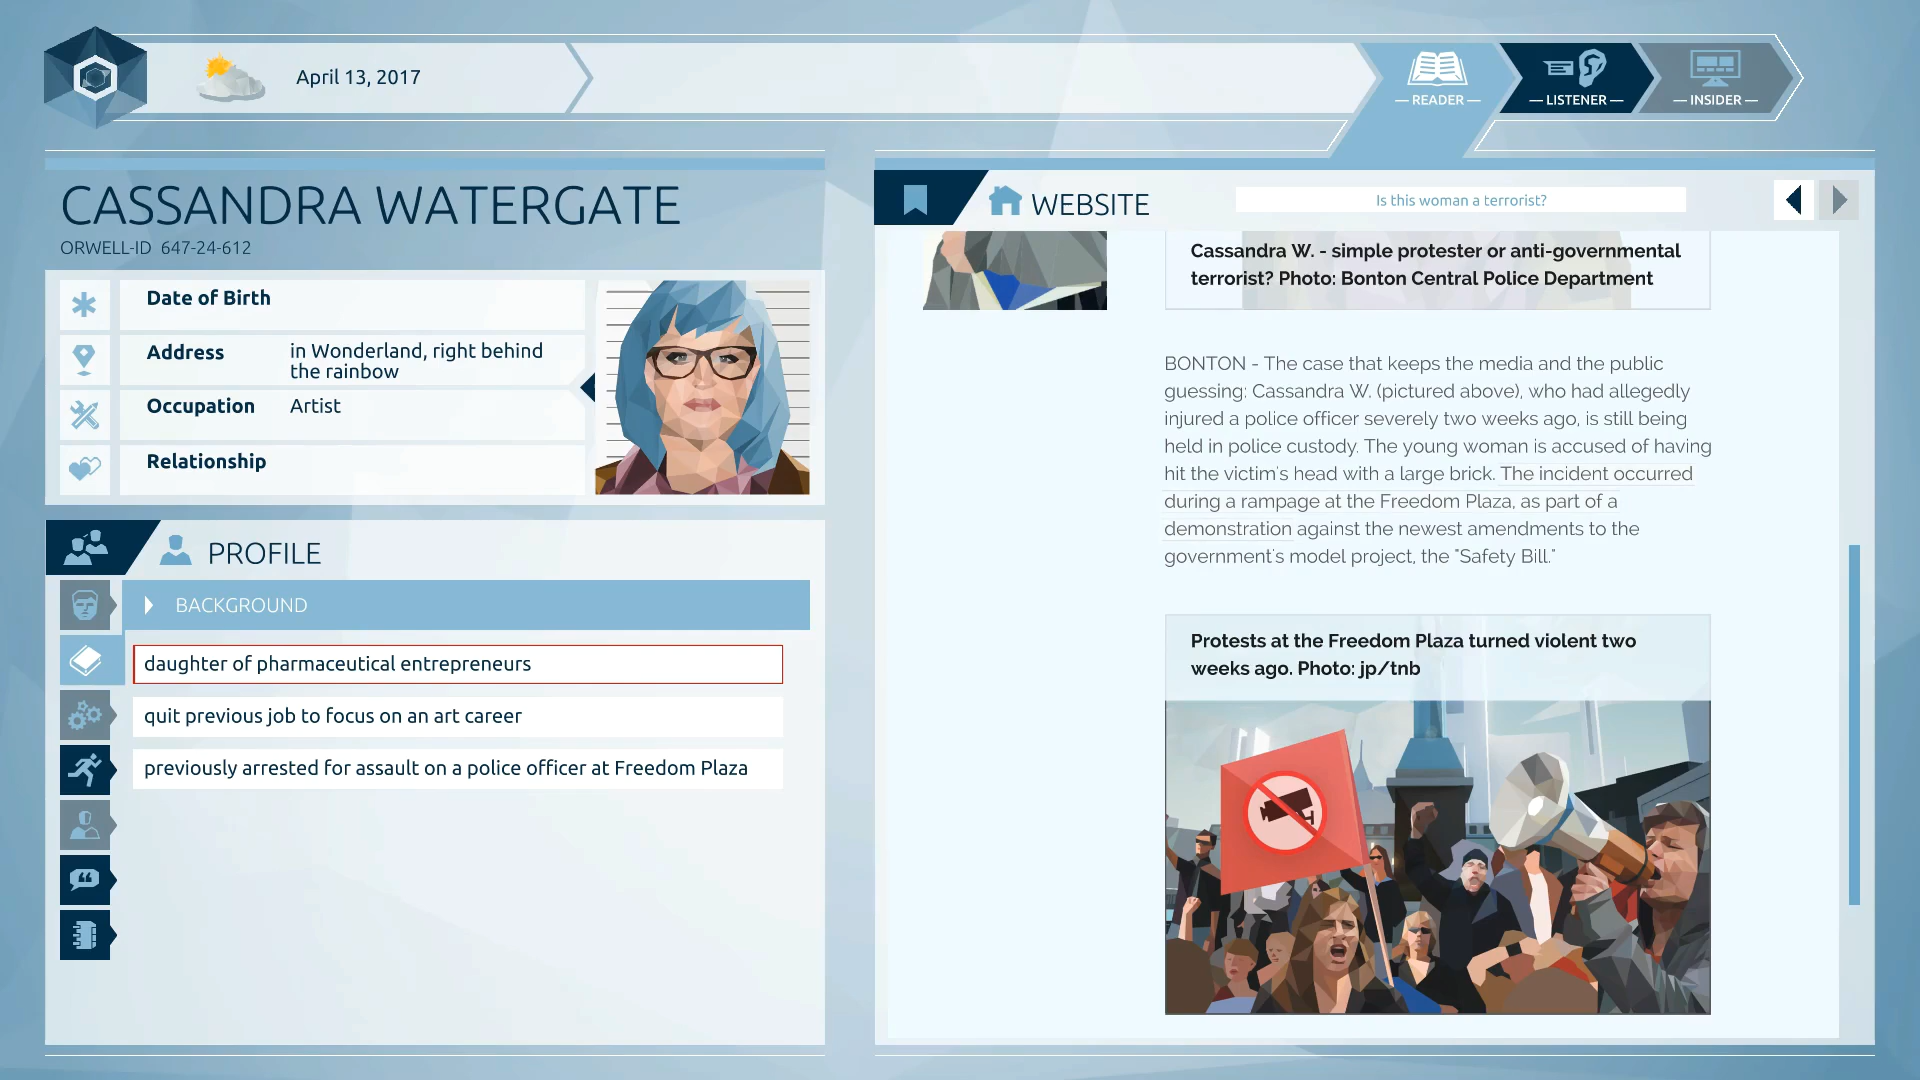 April 13, 2017
READER
LISTENER
INSIDER
CASSANDRA WATERGATE
ORWELL-ID 647-24-612
Date of Birth
Address in Wonderland, right behind
the rainbow
Occupation Artist
Relationship
PROFILE
BACKGROUND
daughter of pharmaceutical entrepreneurs
quit previous job to focus on an art career
previously arrested for assault on a police officer at Freedom Plaza
WEBSITE
Is this woman a terrorist?
Cassandra W. - simple protester or anti-governmental
terrorist? Photo: Bonton Central Police Department
BONTON - The case that keeps the media and the public
guessing: Cassandra W. (pictured above), who had allegedly
injured a police officer severely two weeks ago, is still being
held in police custody. The young woman is accused of having
hit the victim's head with a large brick. The incident occurred
during a rampage at the Freedom Plaza, as part of a
demonstration against the newest amendments to the
government's model project, the "Safety Bill."
Protests at the Freedom Plaza turned violent two
weeks ago. Photo: jp/tnb